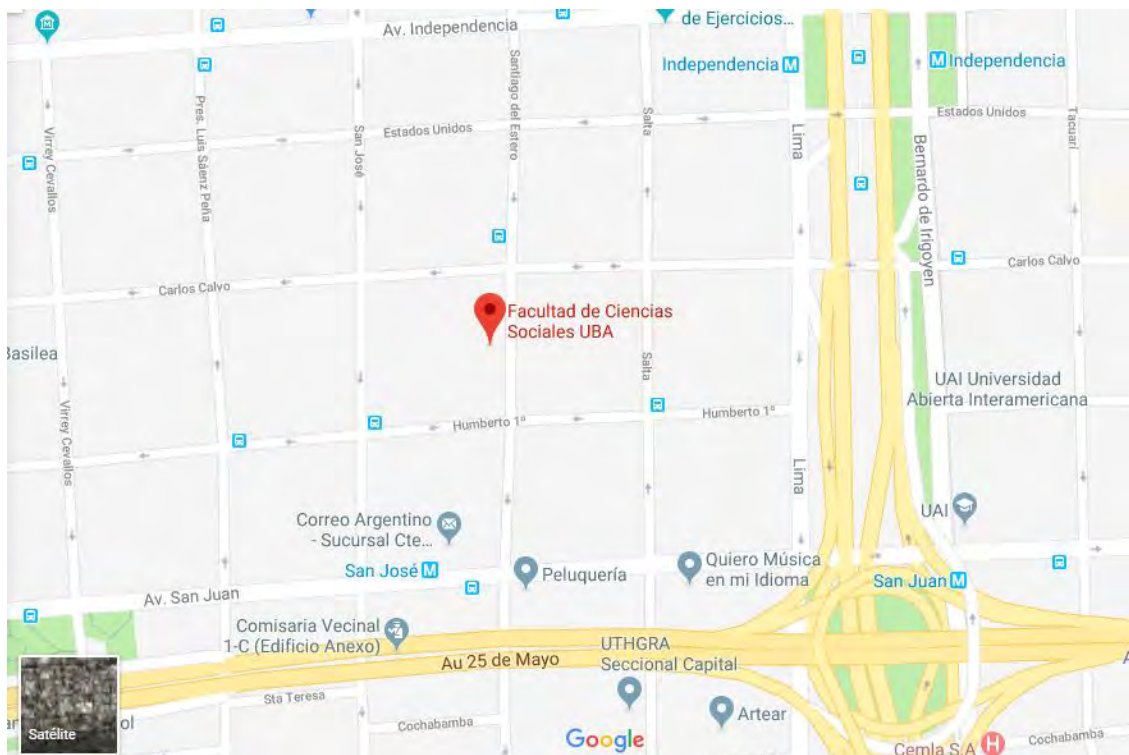 de Ejercicios...
Av. Independencia
Independencia M
M Independencia
Virrey Cevallos
Pres. Luis Sáenz Peña
San José
Santiago del Estero
Salta
Estados Unidos
Lima
Bernardo de Irigoyen
Estados Unidos
Tacuarí
Carlos Calvo
Carlos Calvo
Facultad de Ciencias
Sociales UBA
Basilea
Salta
UAI Universidad
Abierta Interamericana
Virrey Cevallos
Humberto 1º
Humberto 1º
Lima
Correo Argentino
- Sucursal Cte...
UAI
San José M
Peluquería
Quiero Música
en mi Idioma
San Juan M
Av. San Juan
Comisaria Vecinal
1-C (Edificio Anexo)
UTHGRA
Seccional Capital
Au 25 de Mayo
Sta Teresa
Cochabamba
Artear
Satélite
Google
Cemla S.A H
Cochabamba